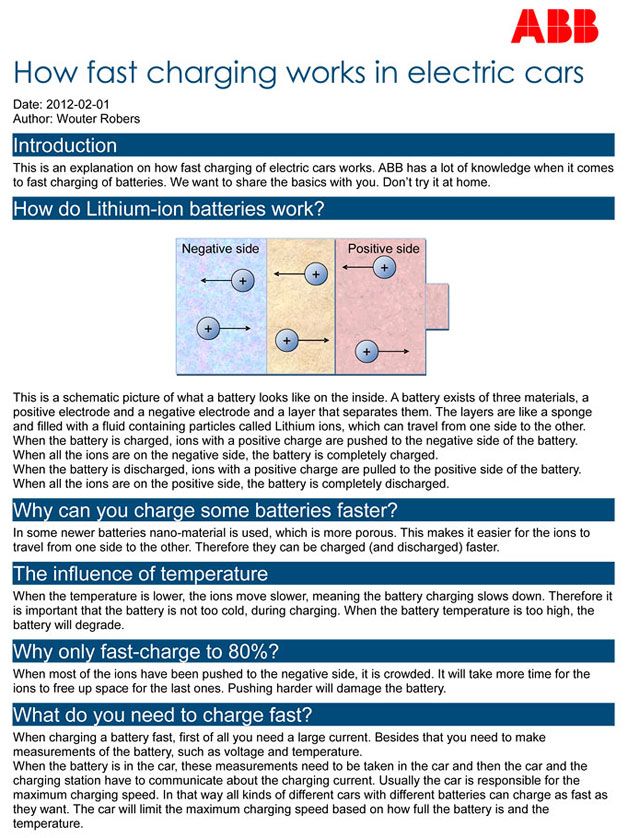 ABB
How fast charging works in electric cars
Date: 2012-02-01
Author: Wouter Robers
Introduction
This is an explanation on how fast charging of electric cars works. ABB has a lot of knowledge when it comes
to fast charging of batteries. We want to share the basics with you. Don’t try it at home.
How do Lithium-ion batteries work?
Negative side Positive side
+ + +
+ + +
This is a schematic picture of what a battery looks like on the inside. A battery exists of three materials, a
positive electrode and a negative electrode and a layer that separates them. The layers are like a sponge
and filled with a fluid containing particles called Lithium ions, which can travel from one side to the other.
When the battery is charged, ions with a positive charge are pushed to the negative side of the battery.
When all the ions are on the negative side, the battery is completely charged.
When the battery is discharged, ions with a positive charge are pulled to the positive side of the battery.
When all the ions are on the positive side, the battery is completely discharged.
Why can you charge some batteries faster?
In some newer batteries nano-material is used, which is more porous. This makes it easier for the ions to
travel from one side to the other. Therefore they can be charged (and discharged) faster.
The influence of temperature
When the temperature is lower, the ions move slower, meaning the battery charging slows down. Therefore it
is important that the battery is not too cold, during charging. When the battery temperature is too high, the
battery will degrade.
Why only fast-charge to 80%?
When most of the ions have been pushed to the negative side, it is crowded. It will take more time for the
ions to free up space for the last ones. Pushing harder will damage the battery.
What do you need to charge fast?
When charging a battery fast, first of all you need a large current. Besides that you need to make
measurements of the battery, such as voltage and temperature.
When the battery is in the car, these measurements need to be taken in the car and then the car and the
charging station have to communicate about the charging current. Usually the car is responsible for the
maximum charging speed. In that way all kinds of different cars with different batteries can charge as fast as
they want. The car will limit the maximum charging speed based on how full the battery is and the
temperature.